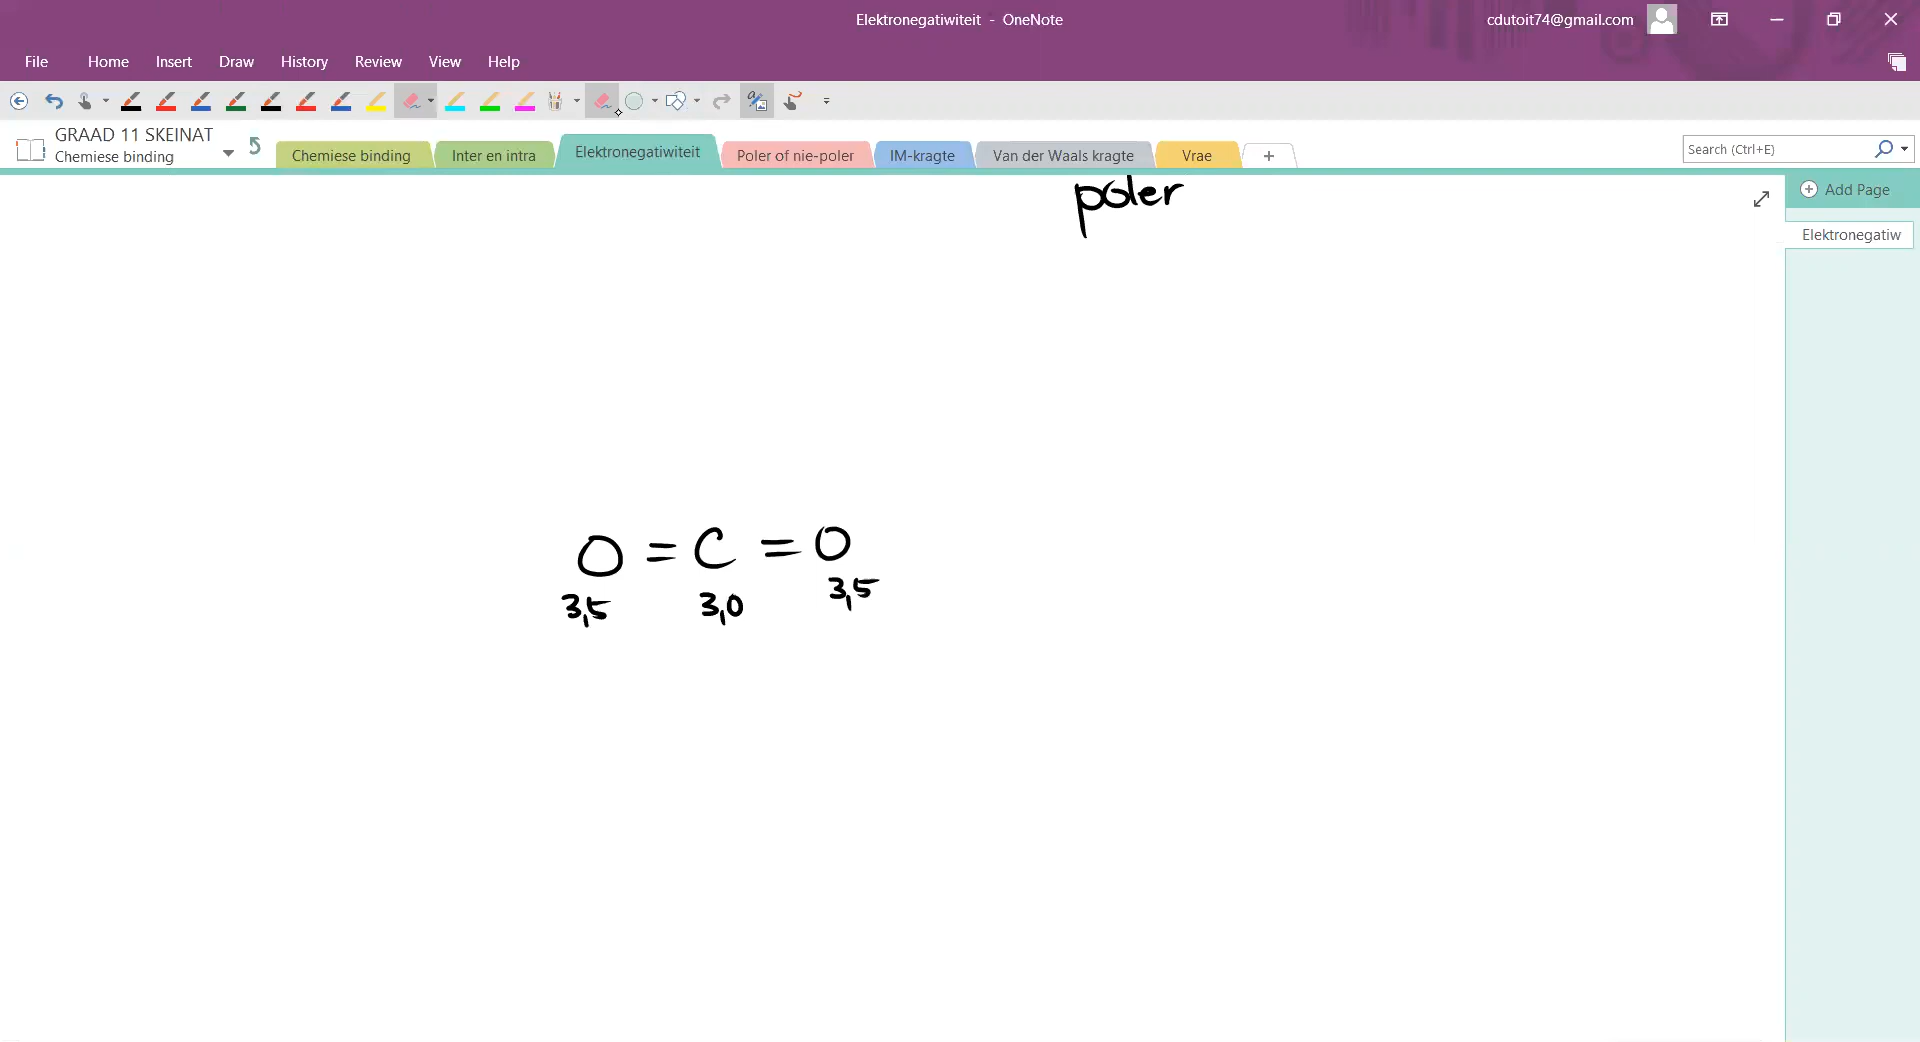 Elektronegatiwiteit - OneNote
cdutoit74@gmail.com
File Home Insert Draw History Review View Help
GRAAD 11 SKEINAT
Chemiese binding
Chemiese binding Inter en intra Elektronegatiwiteit Poler of nie-poler IM-kragte Van der Waals kragte Vrae +
Search (Ctrl+E)
Add Page
Elektronegatiw
poler
O = C = O
3,5 3,0 3,5